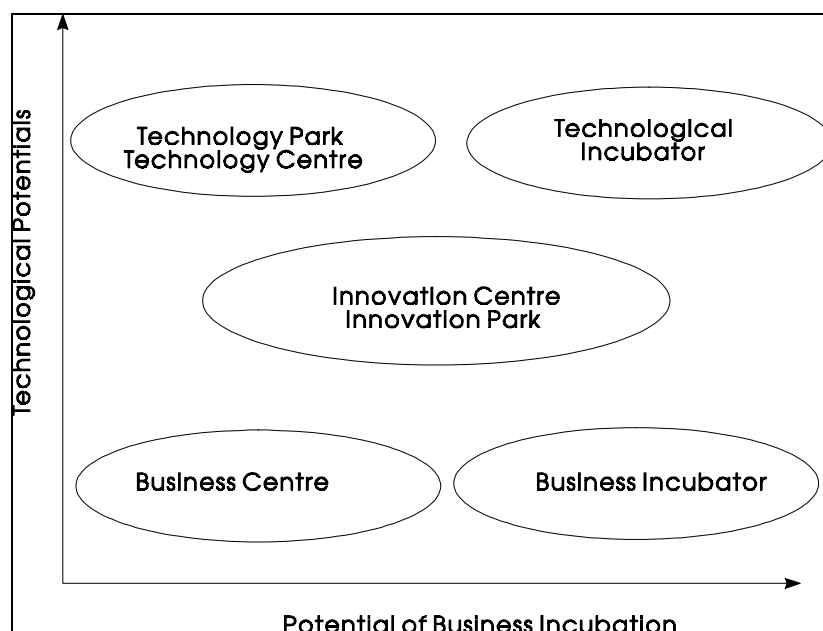 Technological Potentials
Technology Park
Technology Centre
Technological
Incubator
Innovation Centre
Innovation Park
Business Centre
Business Incubator
Potential of Business Incubation